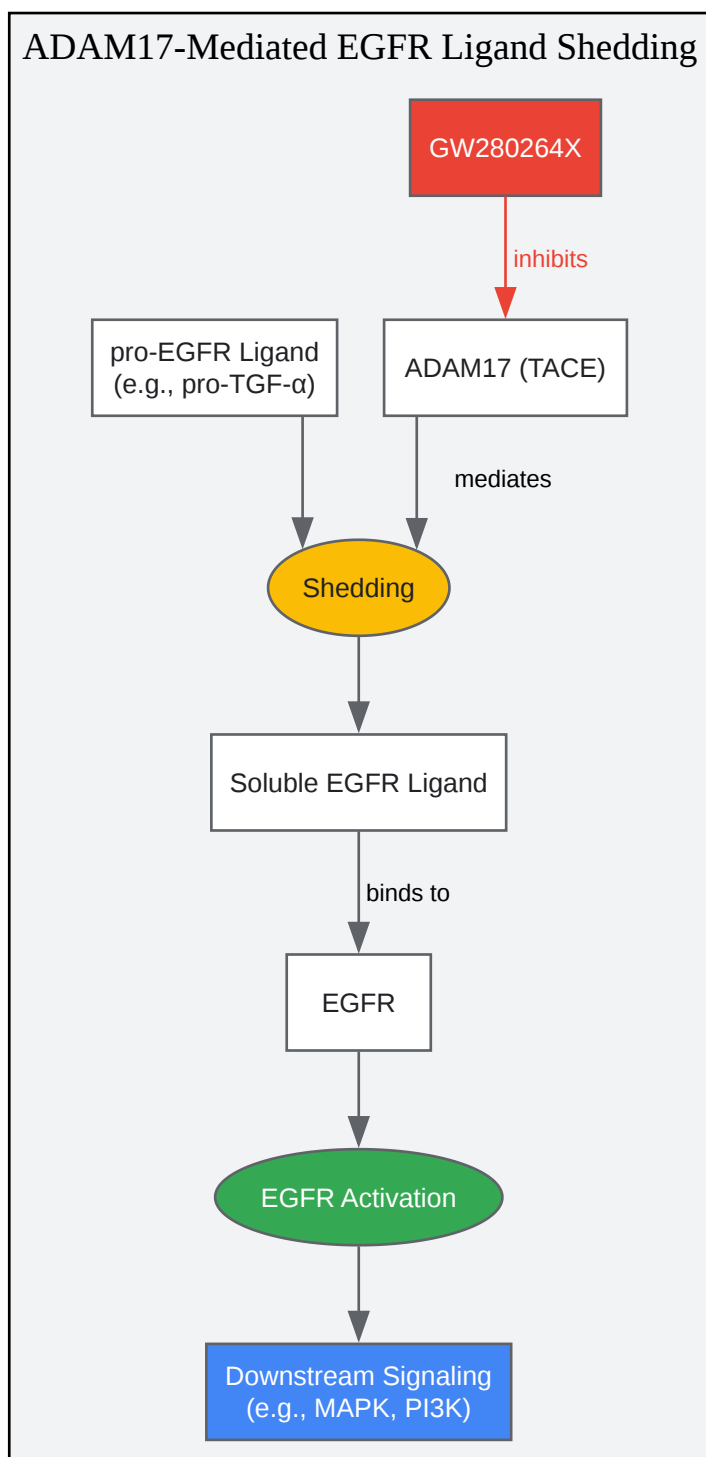 ADAM17-Mediated EGFR Ligand Shedding
GW280264X
inhibits
pro-EGFR Ligand
(e.g., pro-TGF-α)
ADAM17 (TACE)
mediates
Shedding
Soluble EGFR Ligand
binds to
EGFR
EGFR Activation
Downstream Signaling
(e.g., MAPK, PI3K)